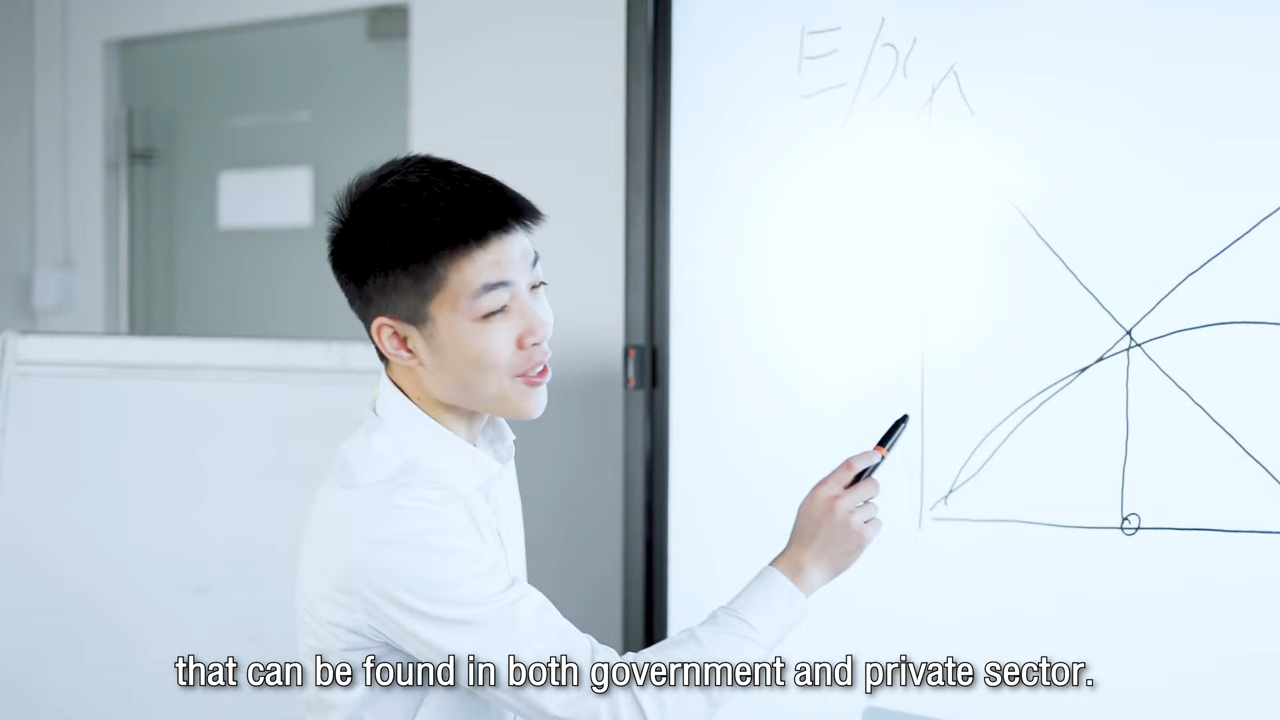 that can be found in both government and private sector.